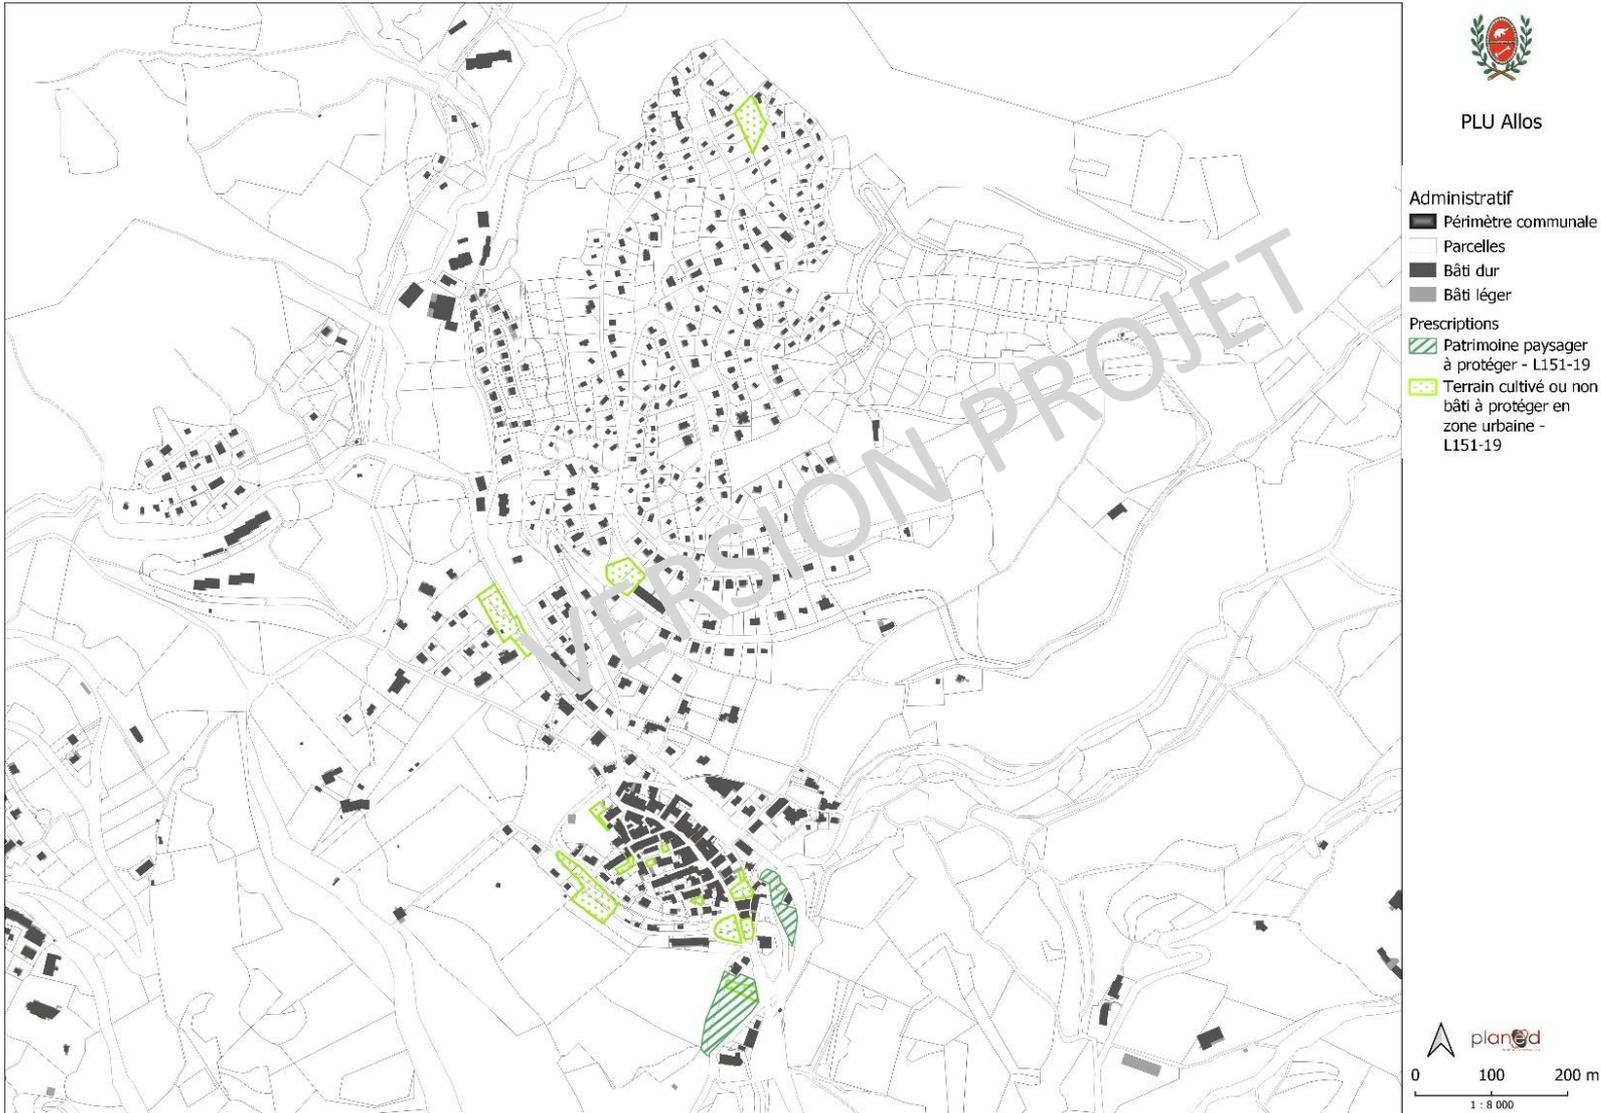 PLU Allos
Administratif
Périmètre communale
Parcelles
Bâti dur
Bâti léger
Prescriptions
Patrimoine paysager
à protéger - L151-19
Terrain cultivé ou non
bâti à protéger en
zone urbaine -
L151-19
VERSION PROJET
planed
0 100 200 m
1 : 8 000